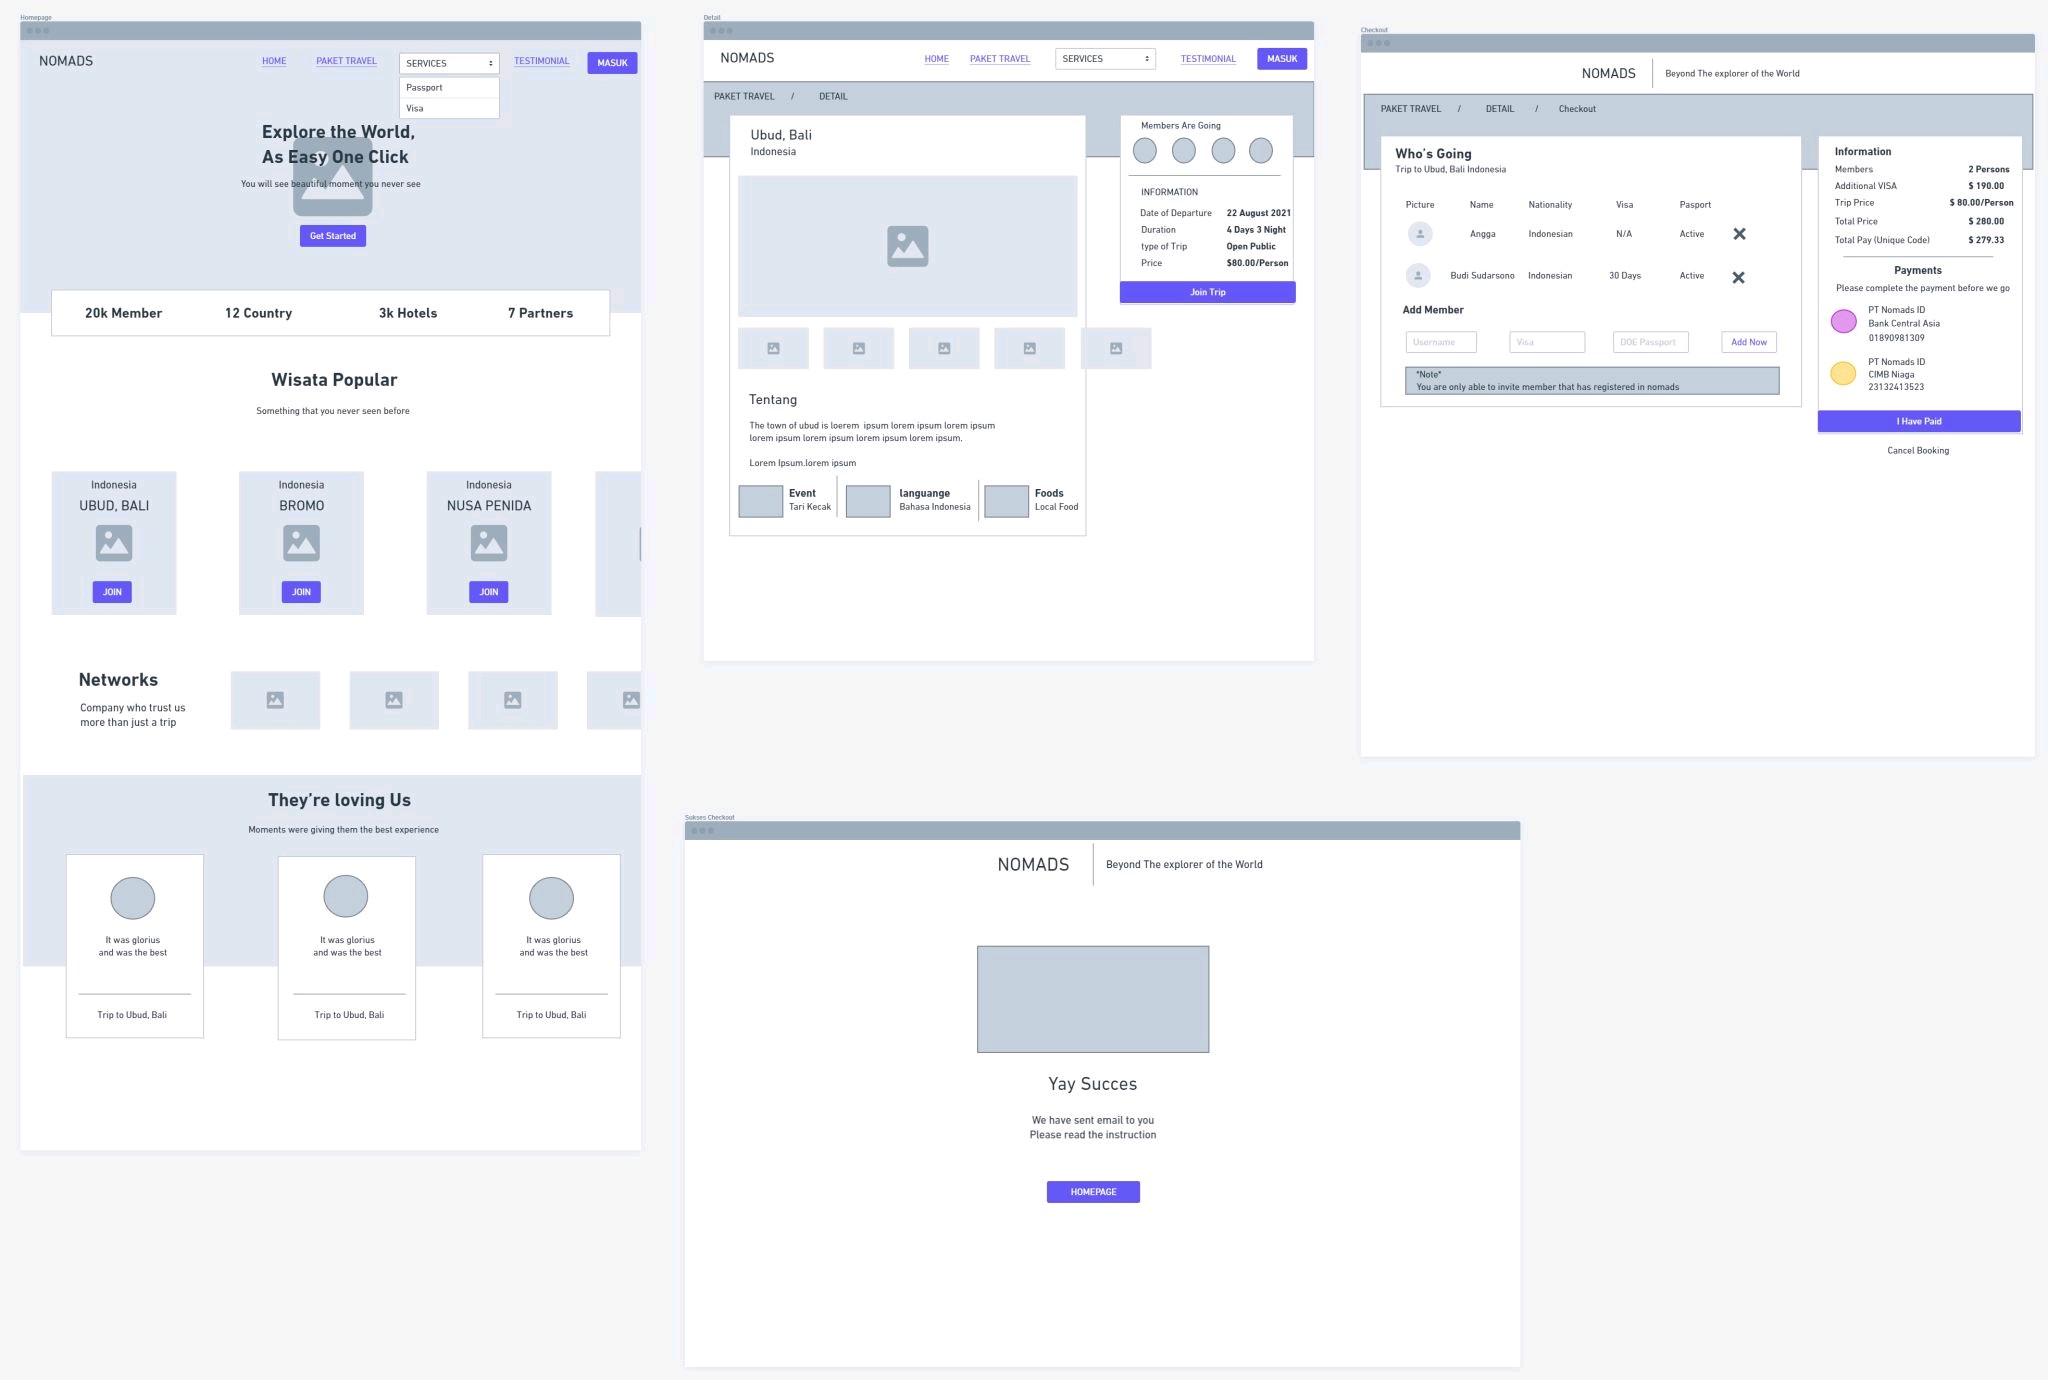 Homepage
NOMADS
HOME
PAKET TRAVEL
SERVICES
TESTIMONIAL
MASUK
Passport
Visa
Explore the World,
As Easy One Click
You will see beautiful moment you never see
Get Started
20k Member
12 Country
3k Hotels
7 Partners
Wisata Popular
Something that you never seen before
Indonesia
UBUD, BALI
JOIN
Indonesia
BROMO
JOIN
Indonesia
NUSA PENIDA
JOIN
Networks
Company who trust us
more than just a trip
They're loving Us
Moments were giving them the best experience
It was glorius
and was the best
Trip to Ubud, Bali
It was glorius
and was the best
Trip to Ubud, Bali
It was glorius
and was the best
Trip to Ubud, Bali
Detail
NOMADS
HOME
PAKET TRAVEL
SERVICES
TESTIMONIAL
MASUK
PAKET TRAVEL / DETAIL
Ubud, Bali
Indonesia
Tentang
The town of ubud is loerem ipsum lorem ipsum lorem ipsum
lorem ipsum lorem ipsum lorem ipsum lorem ipsum.
Lorem Ipsum.lorem ipsum
Event
Tari Kecak
languange
Bahasa Indonesia
Foods
Local Food
Members Are Going
INFORMATION
Date of Departure 22 August 2021
Duration 4 Days 3 Night
type of Trip Open Public
Price $80.00/Person
Join Trip
Checkout
NOMADS
Beyond The explorer of the World
PAKET TRAVEL / DETAIL / Checkout
Who's Going
Trip to Ubud, Bali Indonesia
Picture Name Nationality Visa Pasport
Angga Indonesian N/A Active
Budi Sudarsono Indonesian 30 Days Active
Add Member
Username
Visa
DOE Passport
Add Now
*Note*
You are only able to invite member that has registered in nomads
Information
Members 2 Persons
Additional VISA $ 190.00
Trip Price $ 80.00/Person
Total Price $ 280.00
Total Pay (Unique Code) $ 279.33
Payments
Please complete the payment before we go
PT Nomads ID
Bank Central Asia
01890981309
PT Nomads ID
CIMB Niaga
23132413523
I Have Paid
Cancel Booking
Sukses Checkout
NOMADS
Beyond The explorer of the World
Yay Succes
We have sent email to you
Please read the instruction
HOMEPAGE